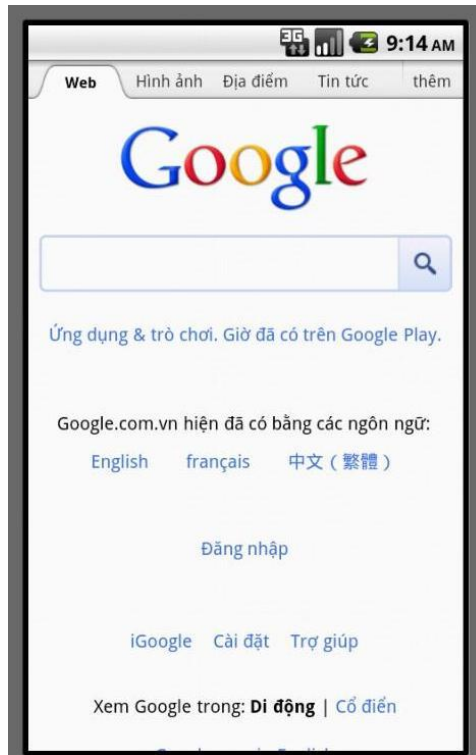 3G 9:14 AM
Web Hình ảnh Địa điểm Tin tức thêm
Google
Ứng dụng & trò chơi. Giờ đã có trên Google Play.
Google.com.vn hiện đã có bằng các ngôn ngữ:
English français 中文 ( 繁體 )
Đăng nhập
iGoogle Cài đặt Trợ giúp
Xem Google trong: Di động | Cổ điển